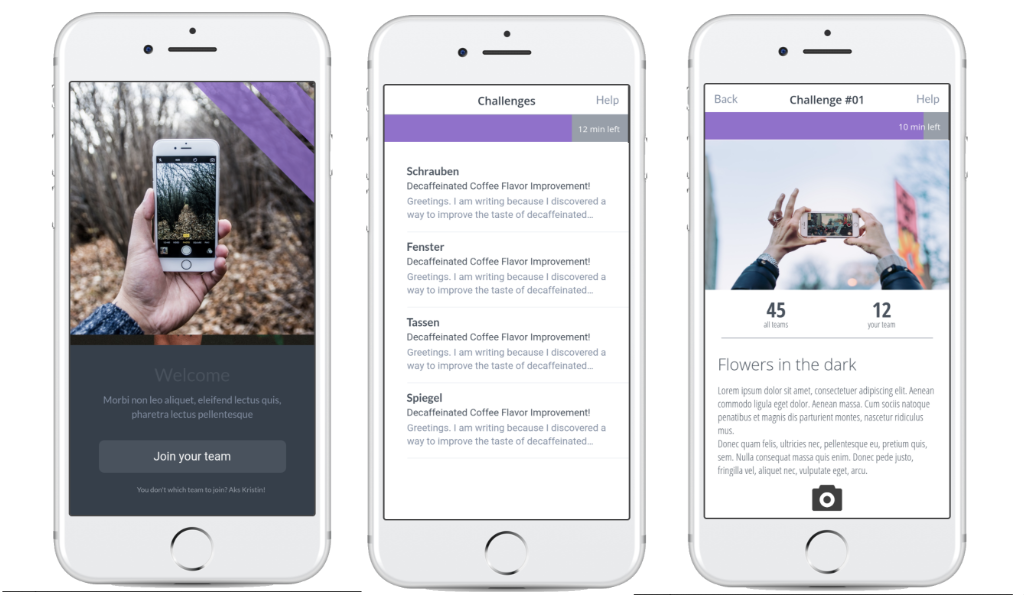 Welcome
Morbi non leo aliquet, eleifend lectus quis,
pharetra lectus pellentesque
Join your team
You don't which team to join? Aks Kristin!
Challenges
Help
12 min left
Schrauben
Decaffeinated Coffee Flavor Improvement!
Greetings. I am writing because I discovered a
way to improve the taste of decaffeinated...
Fenster
Decaffeinated Coffee Flavor Improvement!
Greetings. I am writing because I discovered a
way to improve the taste of decaffeinated...
Tassen
Decaffeinated Coffee Flavor Improvement!
Greetings. I am writing because I discovered a
way to improve the taste of decaffeinated...
Spiegel
Decaffeinated Coffee Flavor Improvement!
Greetings. I am writing because I discovered a
way to improve the taste of decaffeinated...
Back
Challenge #01
Help
10 min left
45
all teams
12
your team
Flowers in the dark
Lorem ipsum dolor sit amet, consectetuer adipiscing elit. Aenean
commodo ligula eget dolor. Aenean massa. Cum sociis natoque
penatibus et magnis dis parturient montes, nascetur ridiculus
mus.
Donec quam felis, ultricies nec, pellentesque eu, pretium quis,
sem. Nulla consequat massa quis enim. Donec pede justo,
fringilla vel, aliquet nec, vulputate eget, arcu.